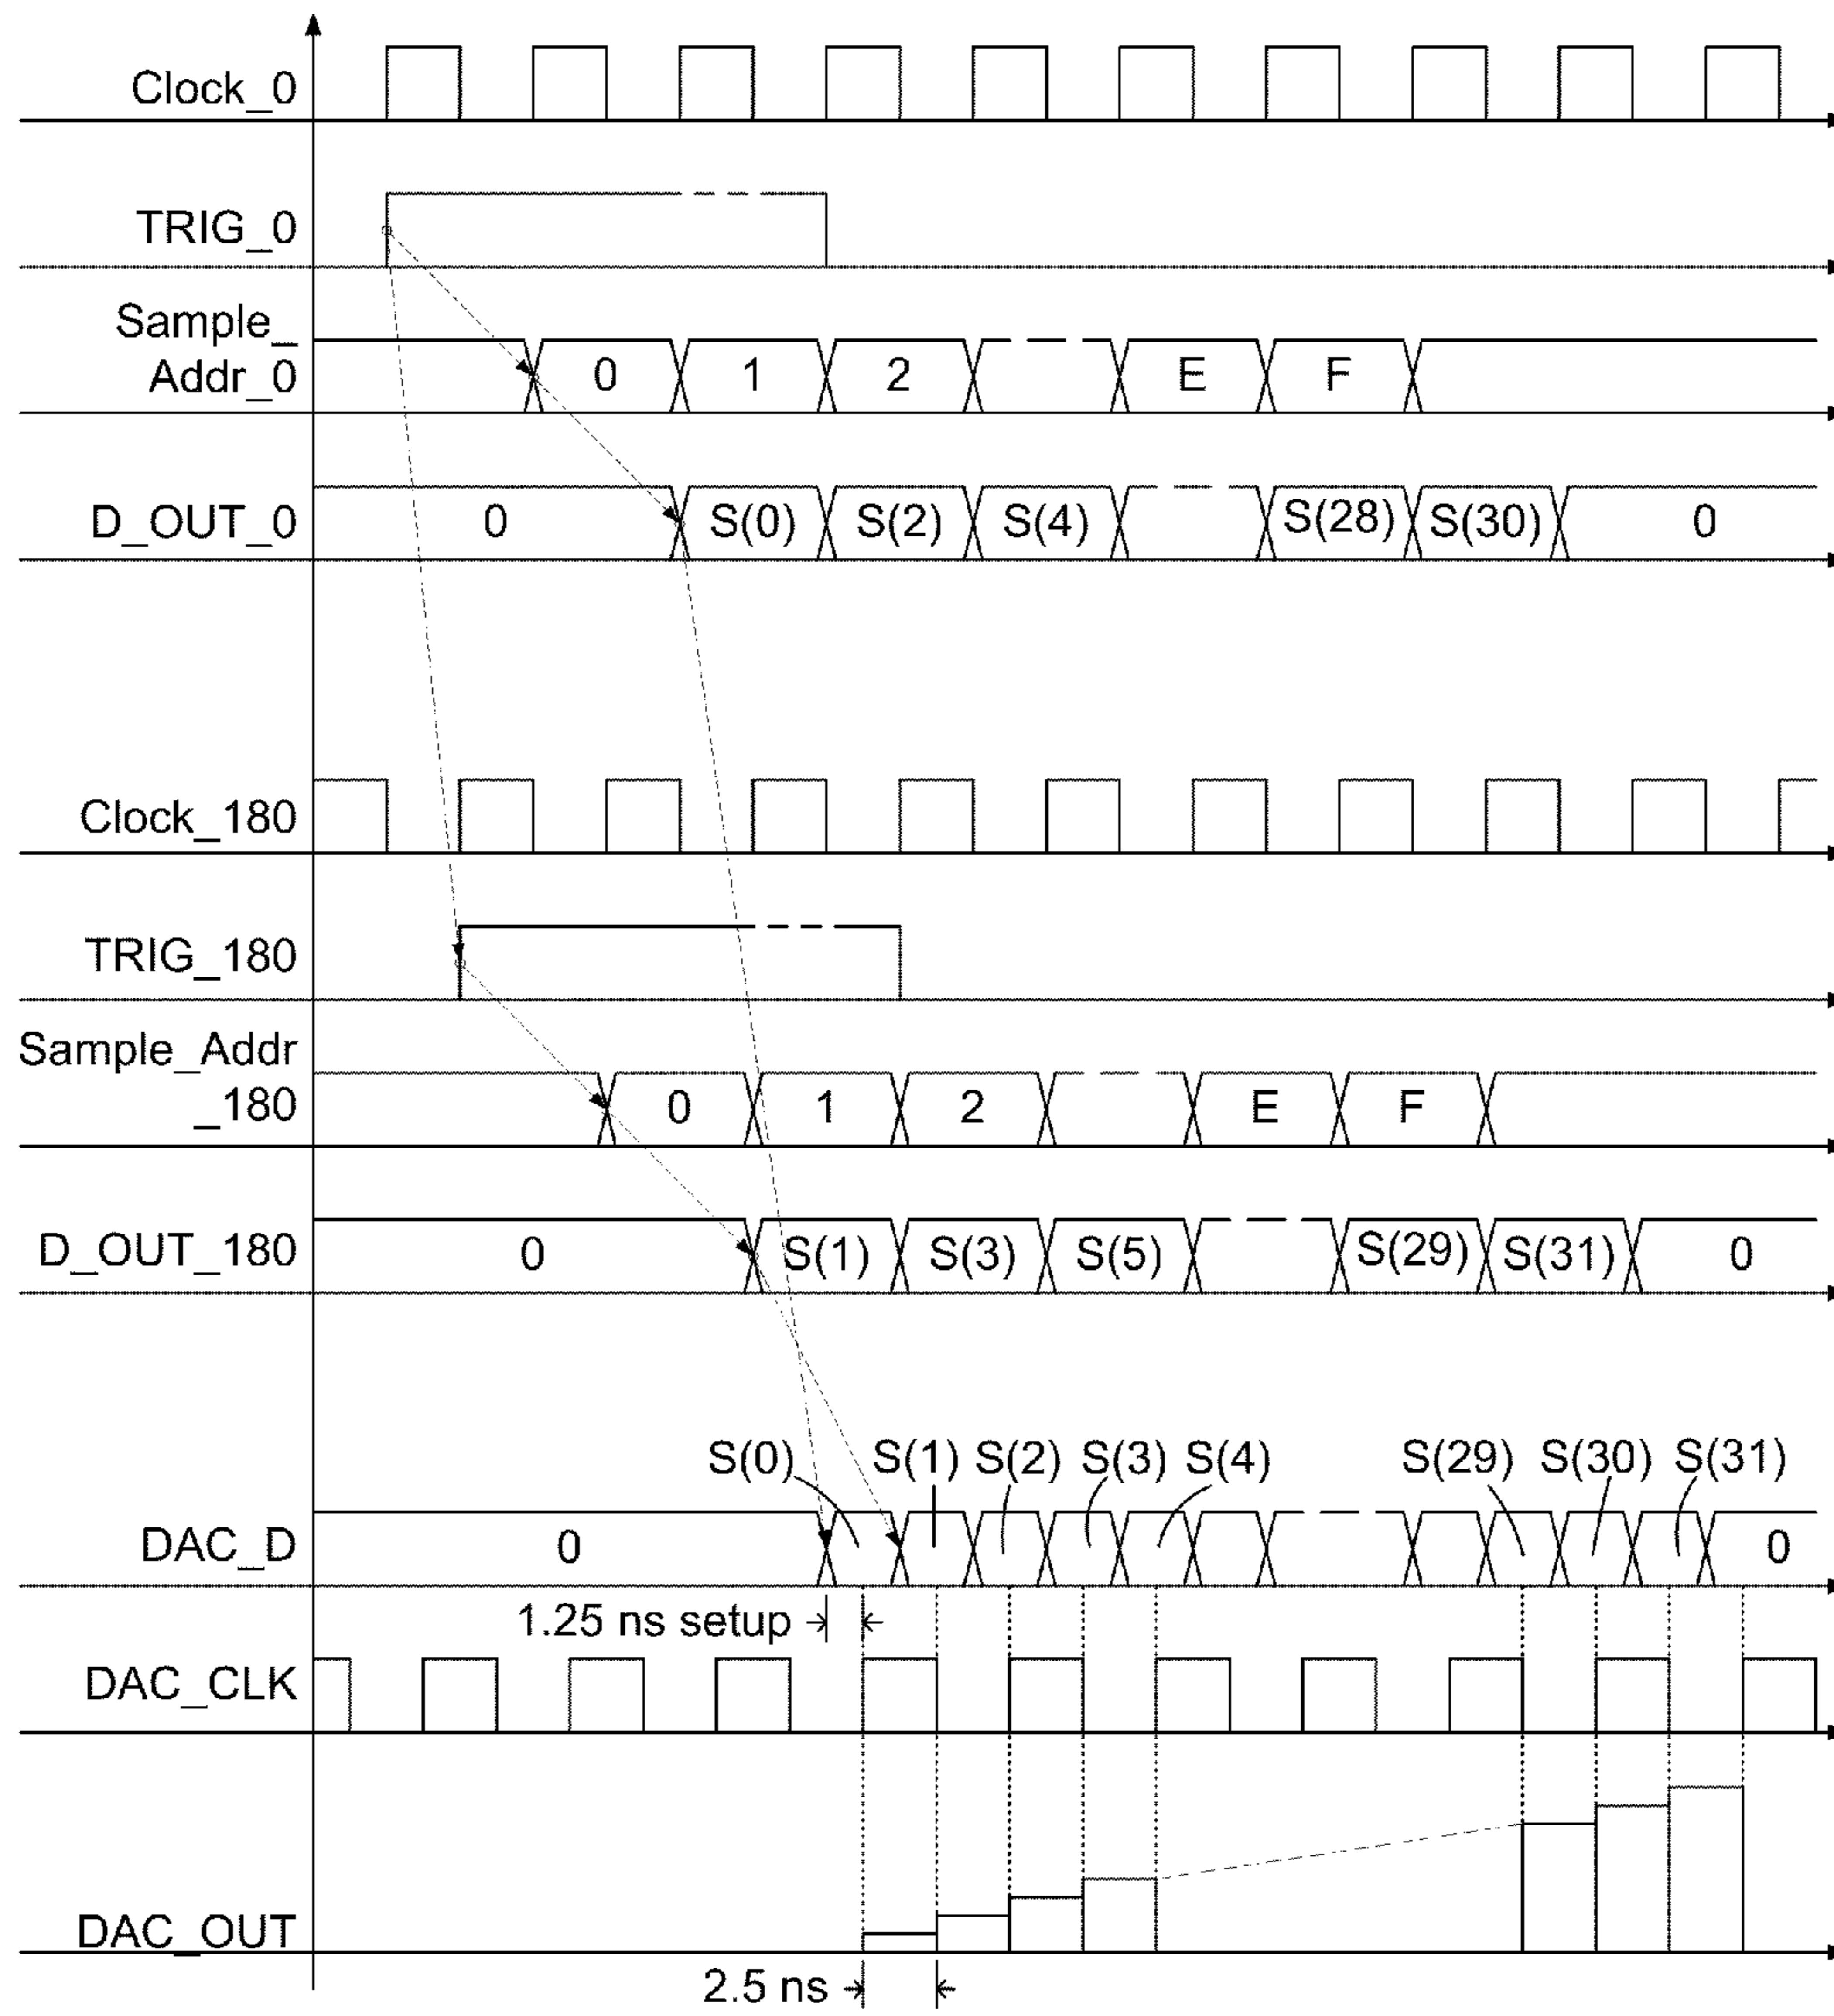 Clock_0
TRIG_0
Sample_
Addr_0
0 1 2 E F
D_OUT_0
0 S(0) S(2) S(4) S(28) S(30) 0
Clock_180
TRIG_180
Sample_Addr
_180
0 1 2 E F
D_OUT_180
0 S(1) S(3) S(5) S(29) S(31) 0
S(0) S(1) S(2) S(3) S(4) S(29) S(30) S(31)
DAC_D
0 0
1.25 ns setup
DAC_CLK
DAC_OUT
2.5 ns